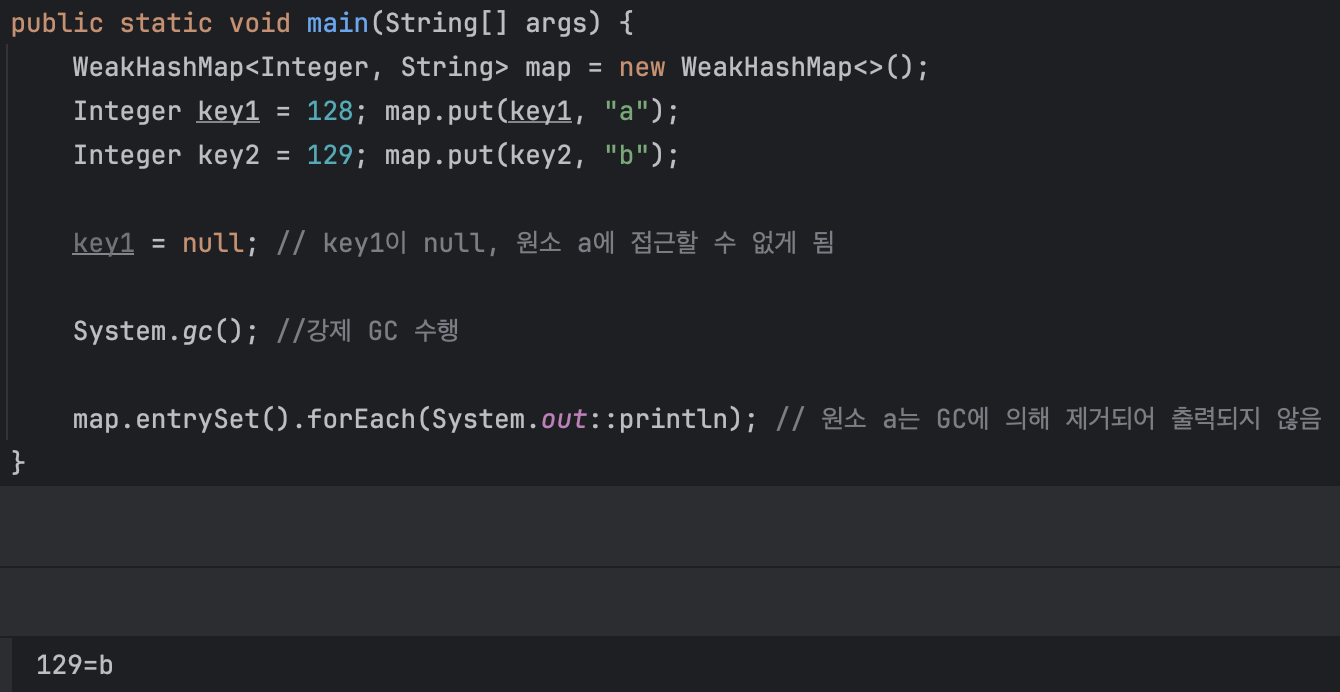 public static void main(String[] args) {
WeakHashMap<Integer, String> map = new WeakHashMap<>();
Integer key1 = 128; map.put(key1, "a");
Integer key2 = 129; map.put(key2, "b");
key1 = null; // key1이 null, 원소 a에 접근할 수 없게 됨
System.gc(); //강제 GC 수행
map.entrySet().forEach(System.out::println); // 원소 a는 GC에 의해 제거되어 출력되지 않음
}
129=b